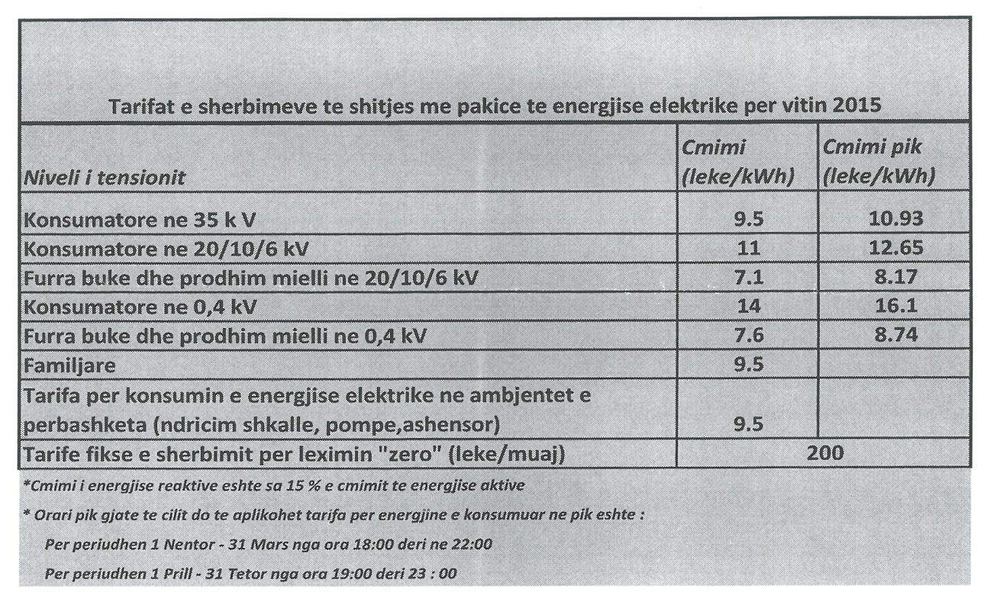 Tarifat e sherbimeve te shitjes me pakice te energjise elektrike per vitin 2015
Niveli i tensionit Cmimi (leke/kWh) Cmimi pik (leke/kWh)
Konsumatore ne 35 k V 9.5 10.93
Konsumatore ne 20/10/6 kV 11 12.65
Furra buke dhe prodhim mielli ne 20/10/6 kV 7.1 8.17
Konsumatore ne 0,4 kV 14 16.1
Furra buke dhe prodhim mielli ne 0,4 kV 7.6 8.74
Familjare 9.5
Tarifa per konsumin e energjise elektrike ne ambjentet e
perbashketa (ndricim shkalle, pompe,ashensor) 9.5
Tarife fikse e sherbimit per leximin "zero" (leke/muaj) 200
*Cmimi i energjise reaktive eshte sa 15 % e cmimit te energjise aktive
* Orari pik gjate te cilit do te aplikohet tarifa per energjine e konsumuar ne pik eshte :
Per periudhen 1 Nentor - 31 Mars nga ora 18:00 deri ne 22:00
Per periudhen 1 Prill - 31 Tetor nga ora 19:00 deri 23 : 00